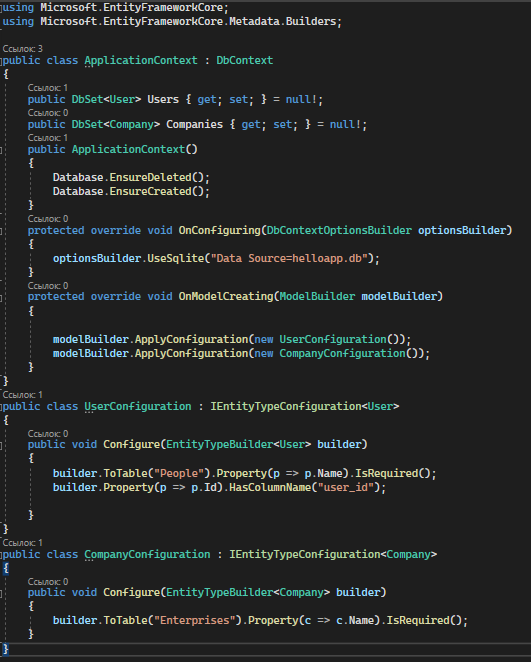 using Microsoft.EntityFrameworkCore;
using Microsoft.EntityFrameworkCore.Metadata.Builders;
Ссылок: 3
public class ApplicationContext : DbContext
{
Ссылок: 1
public DbSet<User> Users { get; set; } = null!;
Ссылок: 0
public DbSet<Company> Companies { get; set; } = null!;
Ссылок: 1
public ApplicationContext()
{
Database.EnsureDeleted();
Database.EnsureCreated();
}
Ссылок: 0
protected override void OnConfiguring(DbContextOptionsBuilder optionsBuilder)
{
optionsBuilder.UseSqlite("Data Source=helloapp.db");
}
Ссылок: 0
protected override void OnModelCreating(ModelBuilder modelBuilder)
{
modelBuilder.ApplyConfiguration(new UserConfiguration());
modelBuilder.ApplyConfiguration(new CompanyConfiguration());
}
}
Ссылок: 1
public class UserConfiguration : IEntityTypeConfiguration<User>
{
Ссылок: 0
public void Configure(EntityTypeBuilder<User> builder)
{
builder.ToTable("People").Property(p => p.Name).IsRequired();
builder.Property(p => p.Id).HasColumnName("user_id");
}
}
Ссылок: 1
public class CompanyConfiguration : IEntityTypeConfiguration<Company>
{
Ссылок: 0
public void Configure(EntityTypeBuilder<Company> builder)
{
builder.ToTable("Enterprises").Property(c => c.Name).IsRequired();
}
}